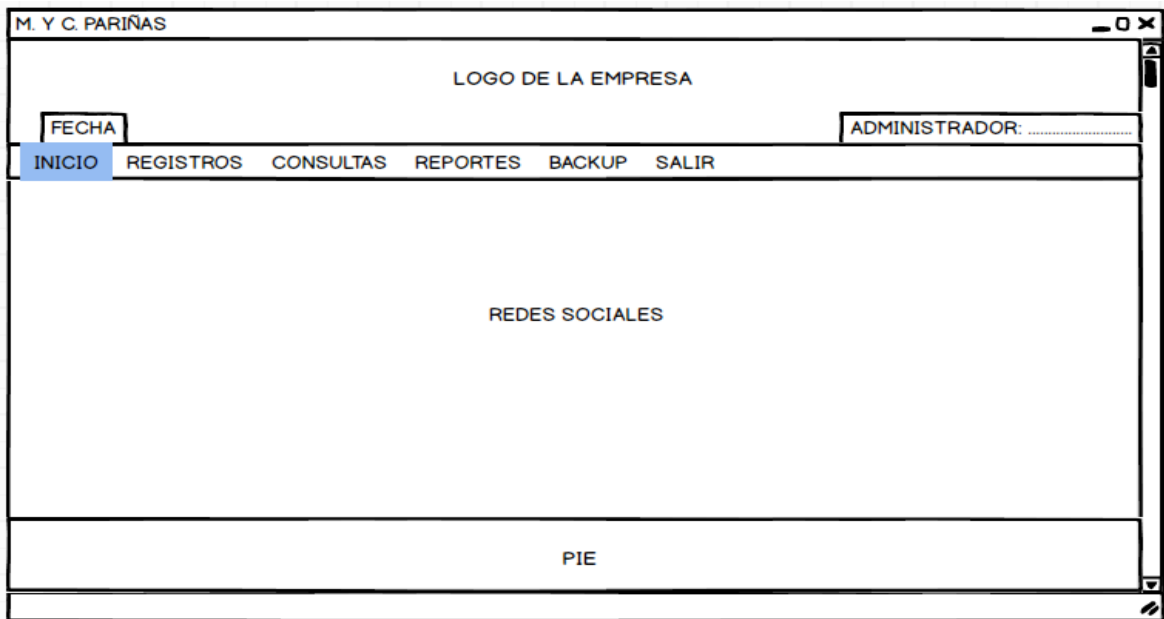 M. Y C. PARIÑAS
LOGO DE LA EMPRESA
FECHA
ADMINISTRADOR: ............................
INICIO REGISTROS CONSULTAS REPORTES BACKUP SALIR
REDES SOCIALES
PIE